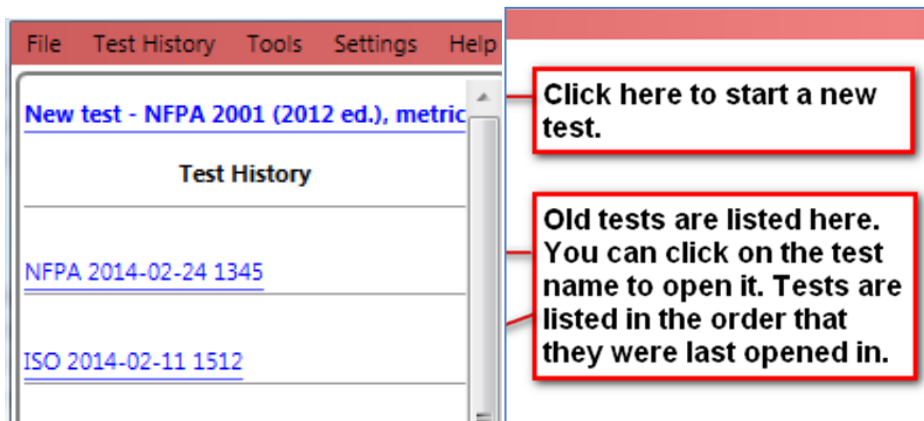 File Test History Tools Settings Help
New test - NFPA 2001 (2012 ed.), metric
Test History
NFPA 2014-02-24 1345
ISO 2014-02-11 1512
Click here to start a new
test.
Old tests are listed here.
You can click on the test
name to open it. Tests are
listed in the order that
they were last opened in.